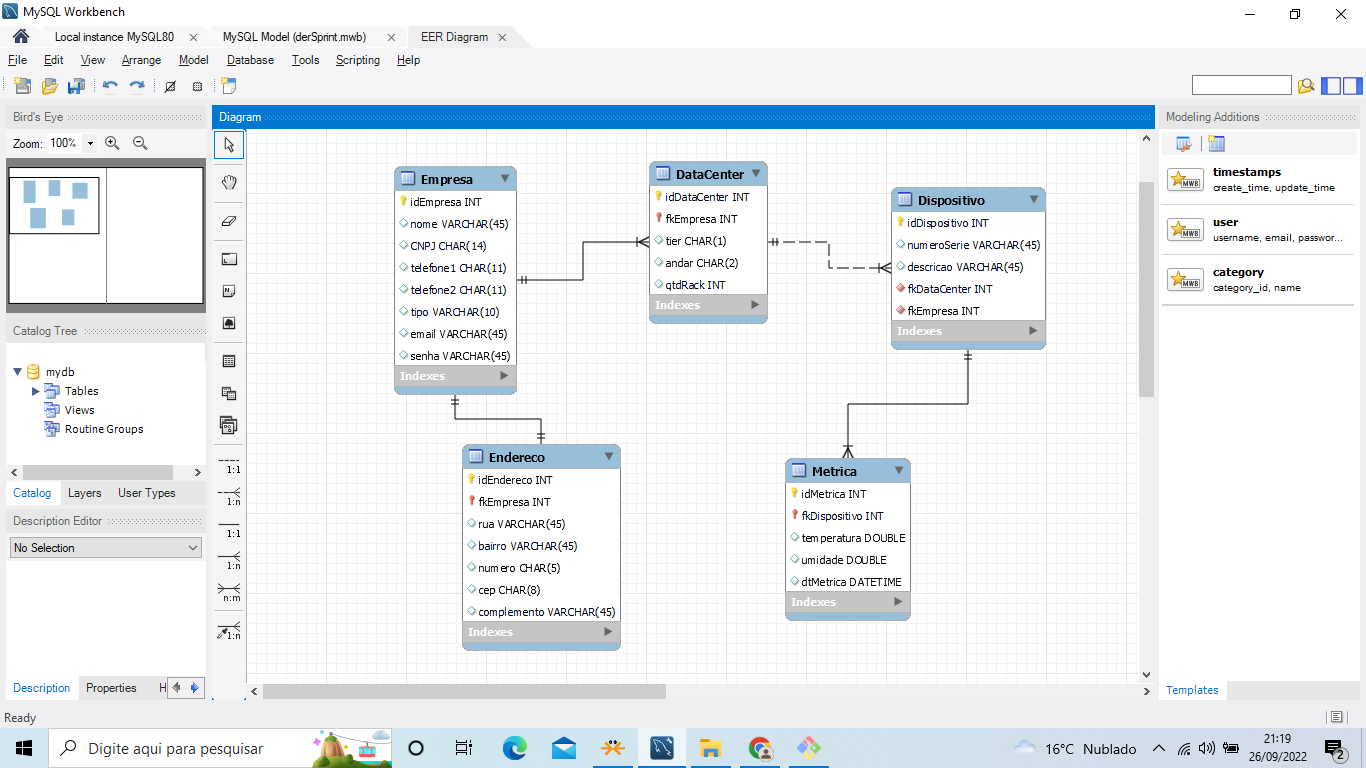 MySQL Workbench
Local instance MySQL80
MySQL Model (derSprint.mwb)
EER Diagram
File Edit View Arrange Model Database Tools Scripting Help
Bird's Eye
Zoom: 100%
Catalog Tree
mydb
Tables
Views
Routine Groups
Catalog Layers User Types
Description Editor
No Selection
Description Properties H
Diagram
1:1
1:n
1:1
1:n
n:m
1:n
Empresa
idEmpresa INT
nome VARCHAR(45)
CNPJ CHAR(14)
telefone1 CHAR(11)
telefone2 CHAR(11)
tipo VARCHAR(10)
email VARCHAR(45)
senha VARCHAR(45)
Indexes
DataCenter
idDataCenter INT
fkEmpresa INT
tier CHAR(1)
andar CHAR(2)
qtdRack INT
Indexes
Dispositivo
idDispositivo INT
numeroSerie VARCHAR(45)
descricao VARCHAR(45)
fkDataCenter INT
fkEmpresa INT
Indexes
Endereco
idEndereco INT
fkEmpresa INT
rua VARCHAR(45)
bairro VARCHAR(45)
numero CHAR(5)
cep CHAR(8)
complemento VARCHAR(45)
Indexes
Metrica
idMetrica INT
fkDispositivo INT
temperatura DOUBLE
umidade DOUBLE
dtMetrica DATETIME
Indexes
Modeling Additions
MWB
timestamps
create_time, update_time
MWB
user
username, email, passwor...
MWB
category
category_id, name
Templates
Ready
Digite aqui para pesquisar
16°C Nublado
21:19
26/09/2022
2